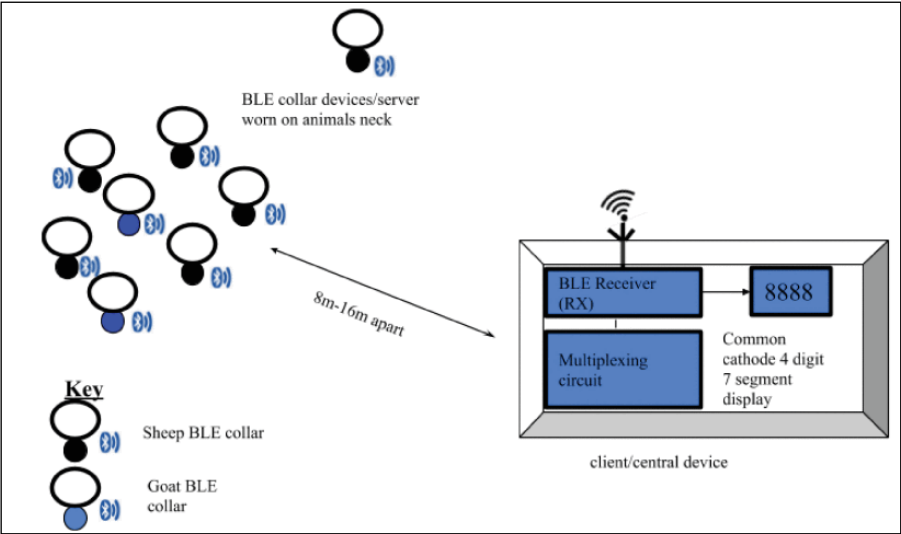 BLE collar devices/server
worn on animals neck
8m-16m apart
BLE Receiver
(RX)
8888
Multiplexing
circuit
Common
cathode 4 digit
7 segment
display
client/central device
Key
Sheep BLE collar
Goat BLE
collar